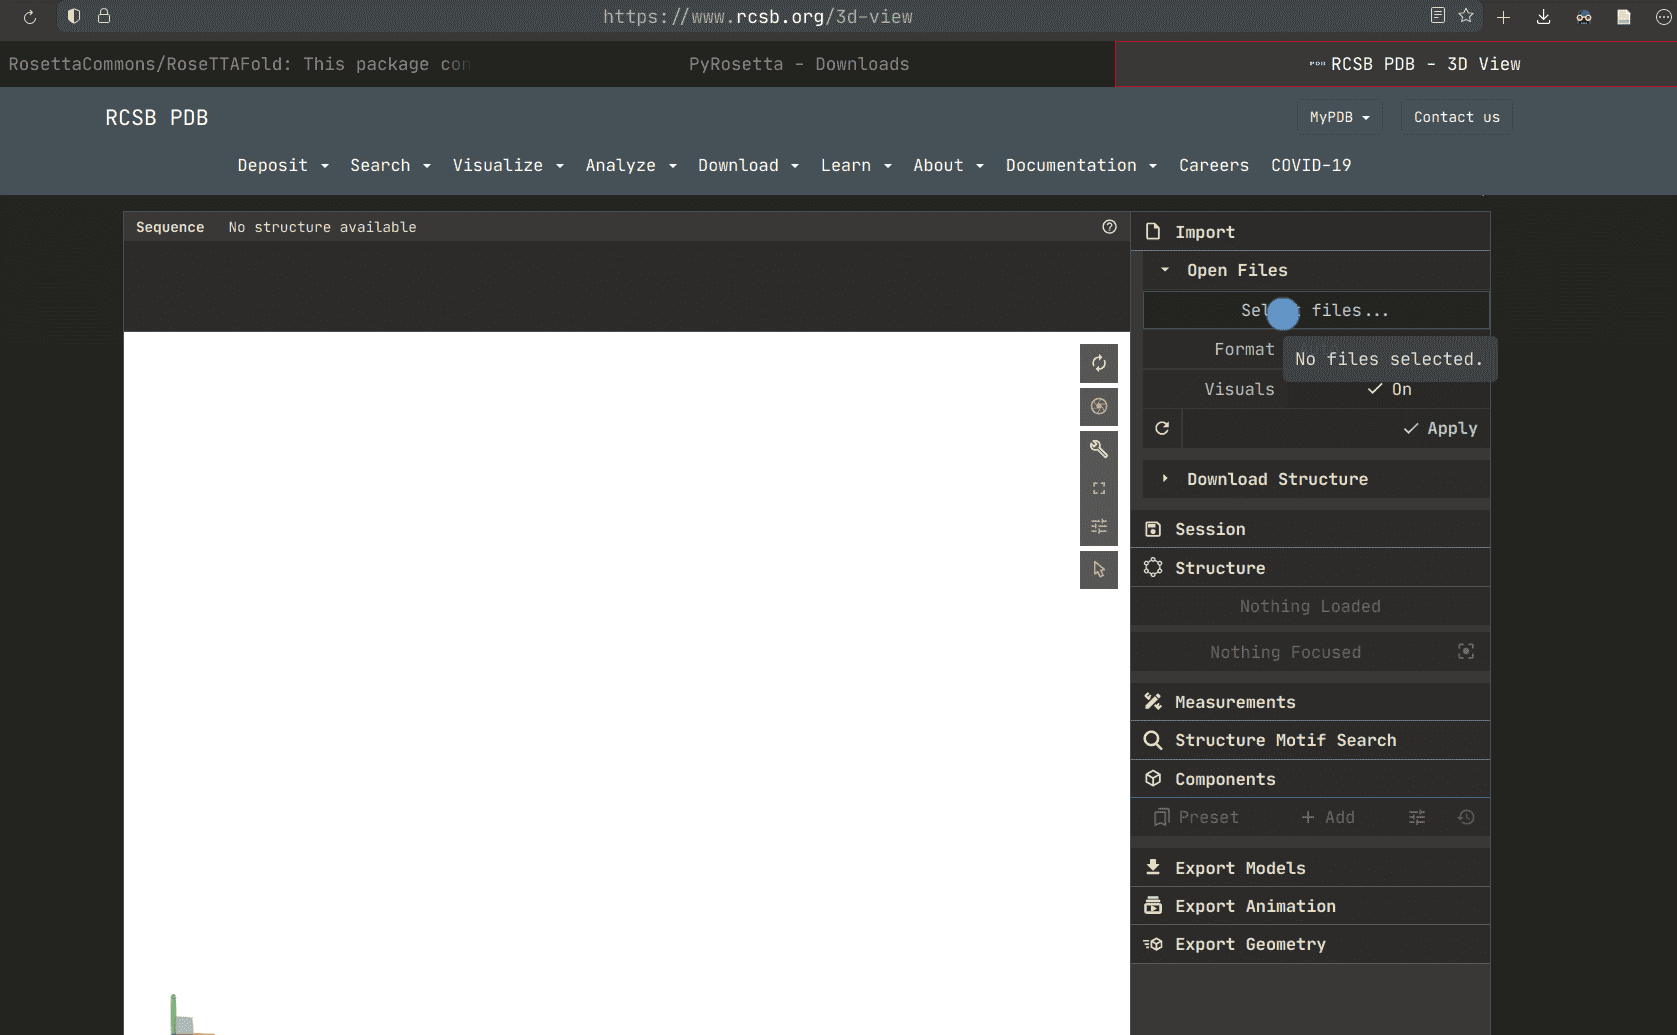 https://www.rcsb.org/3d-view
RosettaCommons/RoseTTAFold: This package con
PyRosetta - Downloads
PDB RCSB PDB - 3D View
RCSB PDB
MyPDB
Contact us
Deposit Search Visualize Analyze Download Learn About Documentation Careers COVID-19
Sequence No structure available
Import
Open Files
files...
No files selected.
Format
Visuals On
Apply
Download Structure
Session
Structure
Nothing Loaded
Nothing Focused
Measurements
Structure Motif Search
Components
Preset + Add
Export Models
Export Animation
Export Geometry